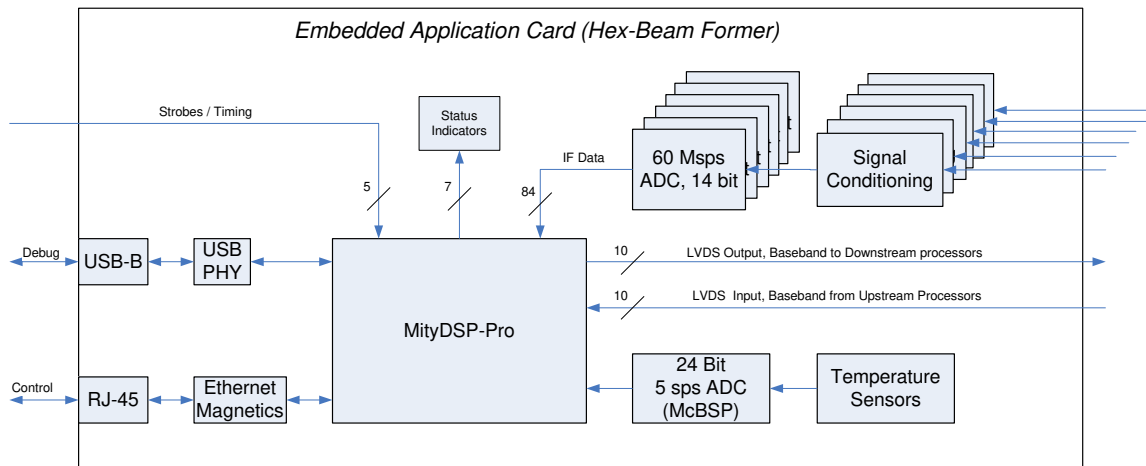 Embedded Application Card (Hex-Beam Former)
Strobes / Timing
Status
Indicators
IF Data
60 Msps
ADC, 14 bit
t
t
t
Signal
Conditioning
5
7
84
Debug
USB-B
USB
PHY
10
LVDS Output, Baseband to Downstream processors
10
LVDS Input, Baseband from Upstream Processors
MityDSP-Pro
Control
RJ-45
Ethernet
Magnetics
24 Bit
5 sps ADC
(McBSP)
Temperature
Sensors